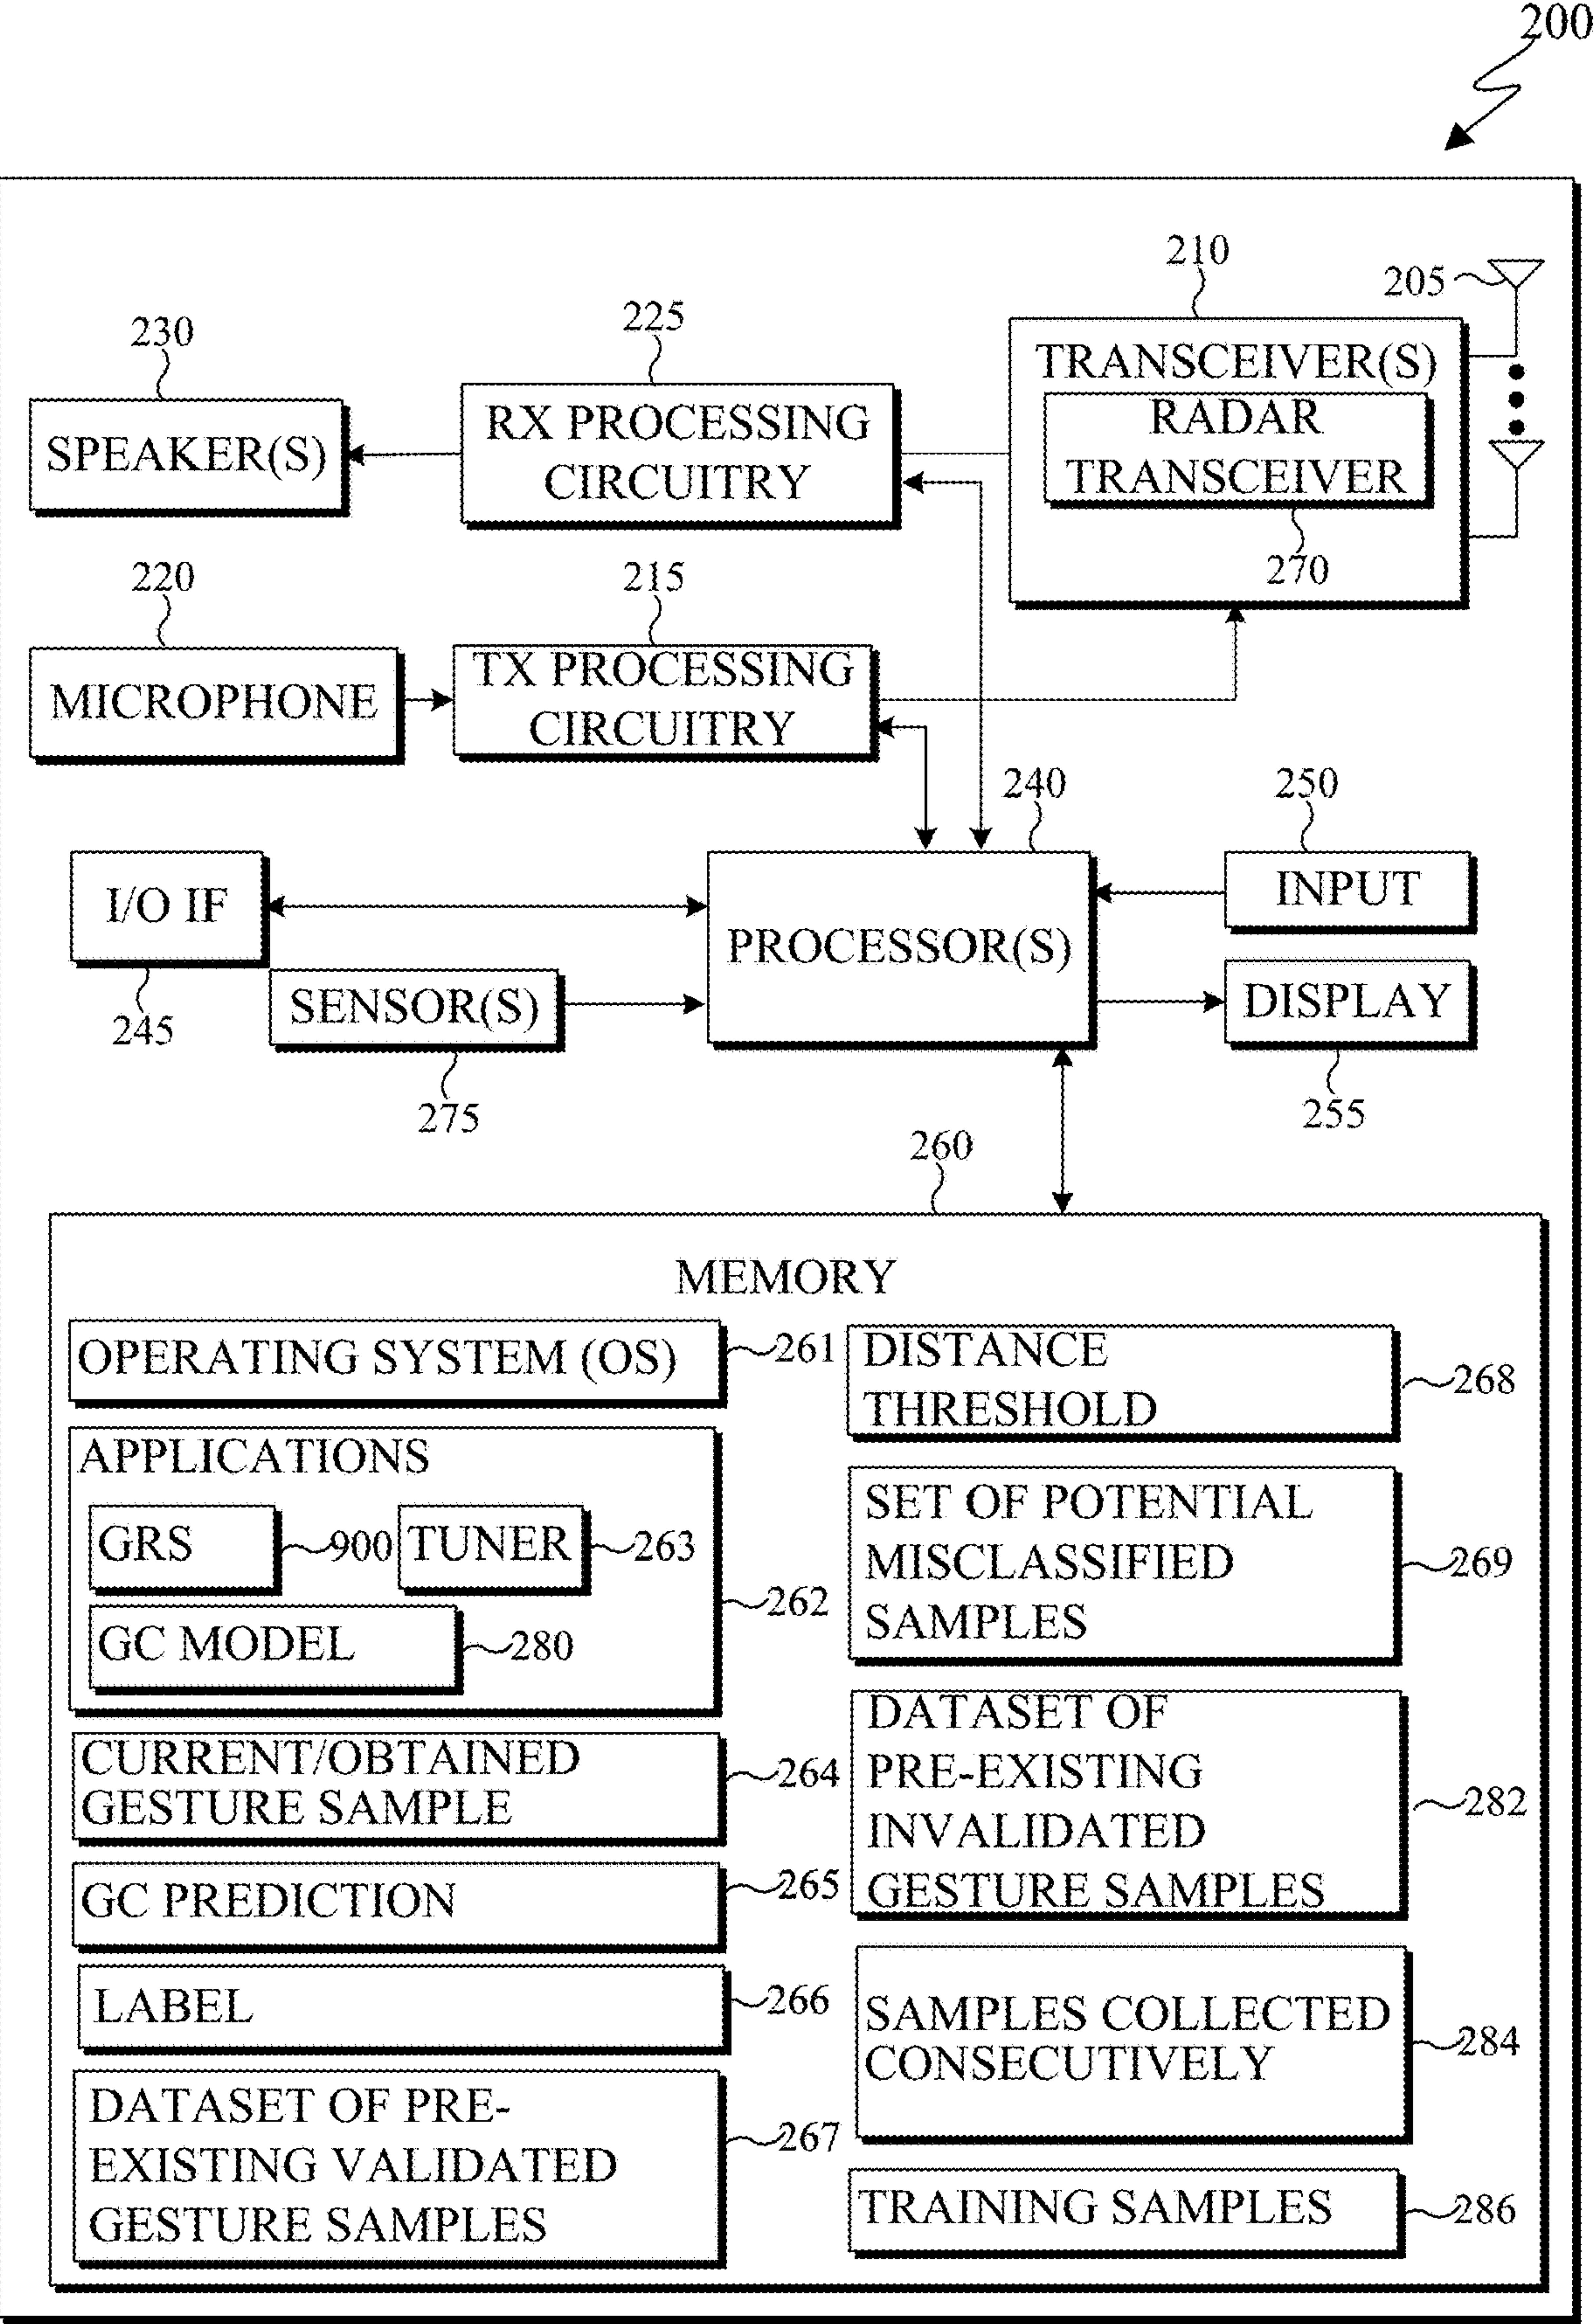 200
210
205
230
225
TRANSCEIVER(S)
RADAR
TRANSCEIVER
270
SPEAKER(S)
RX PROCESSING
CIRCUITRY
220
215
MICROPHONE
TX PROCESSING
CIRCUITRY
240
250
I/O IF
245
PROCESSOR(S)
INPUT
SENSOR(S)
275
DISPLAY
255
260
MEMORY
OPERATING SYSTEM (OS)
261
APPLICATIONS
GRS
900
TUNER
263
262
GC MODEL
280
CURRENT/OBTAINED
GESTURE SAMPLE
264
GC PREDICTION
265
LABEL
266
DATASET OF PRE-
EXISTING VALIDATED
GESTURE SAMPLES
267
DISTANCE
THRESHOLD
268
SET OF POTENTIAL
MISCLASSIFIED
SAMPLES
269
DATASET OF
PRE-EXISTING
INVALIDATED
GESTURE SAMPLES
282
SAMPLES COLLECTED
CONSECUTIVELY
284
TRAINING SAMPLES
286